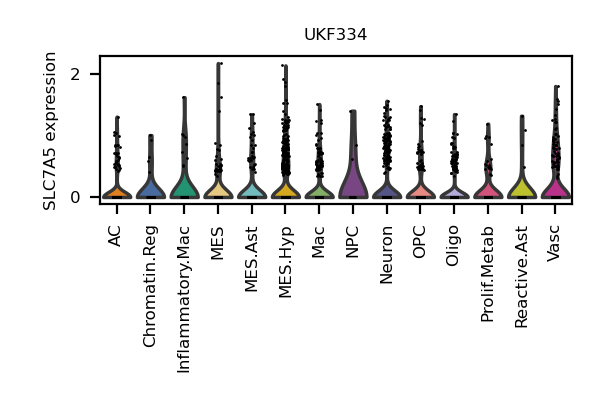 UKF334
SLC7A5 expression
2
0
AC
Chromatin.Reg
Inflammatory.Mac
MES
MES.Ast
MES.Hyp
Mac
NPC
Neuron
OPC
Oligo
Prolif.Metab
Reactive.Ast
Vasc